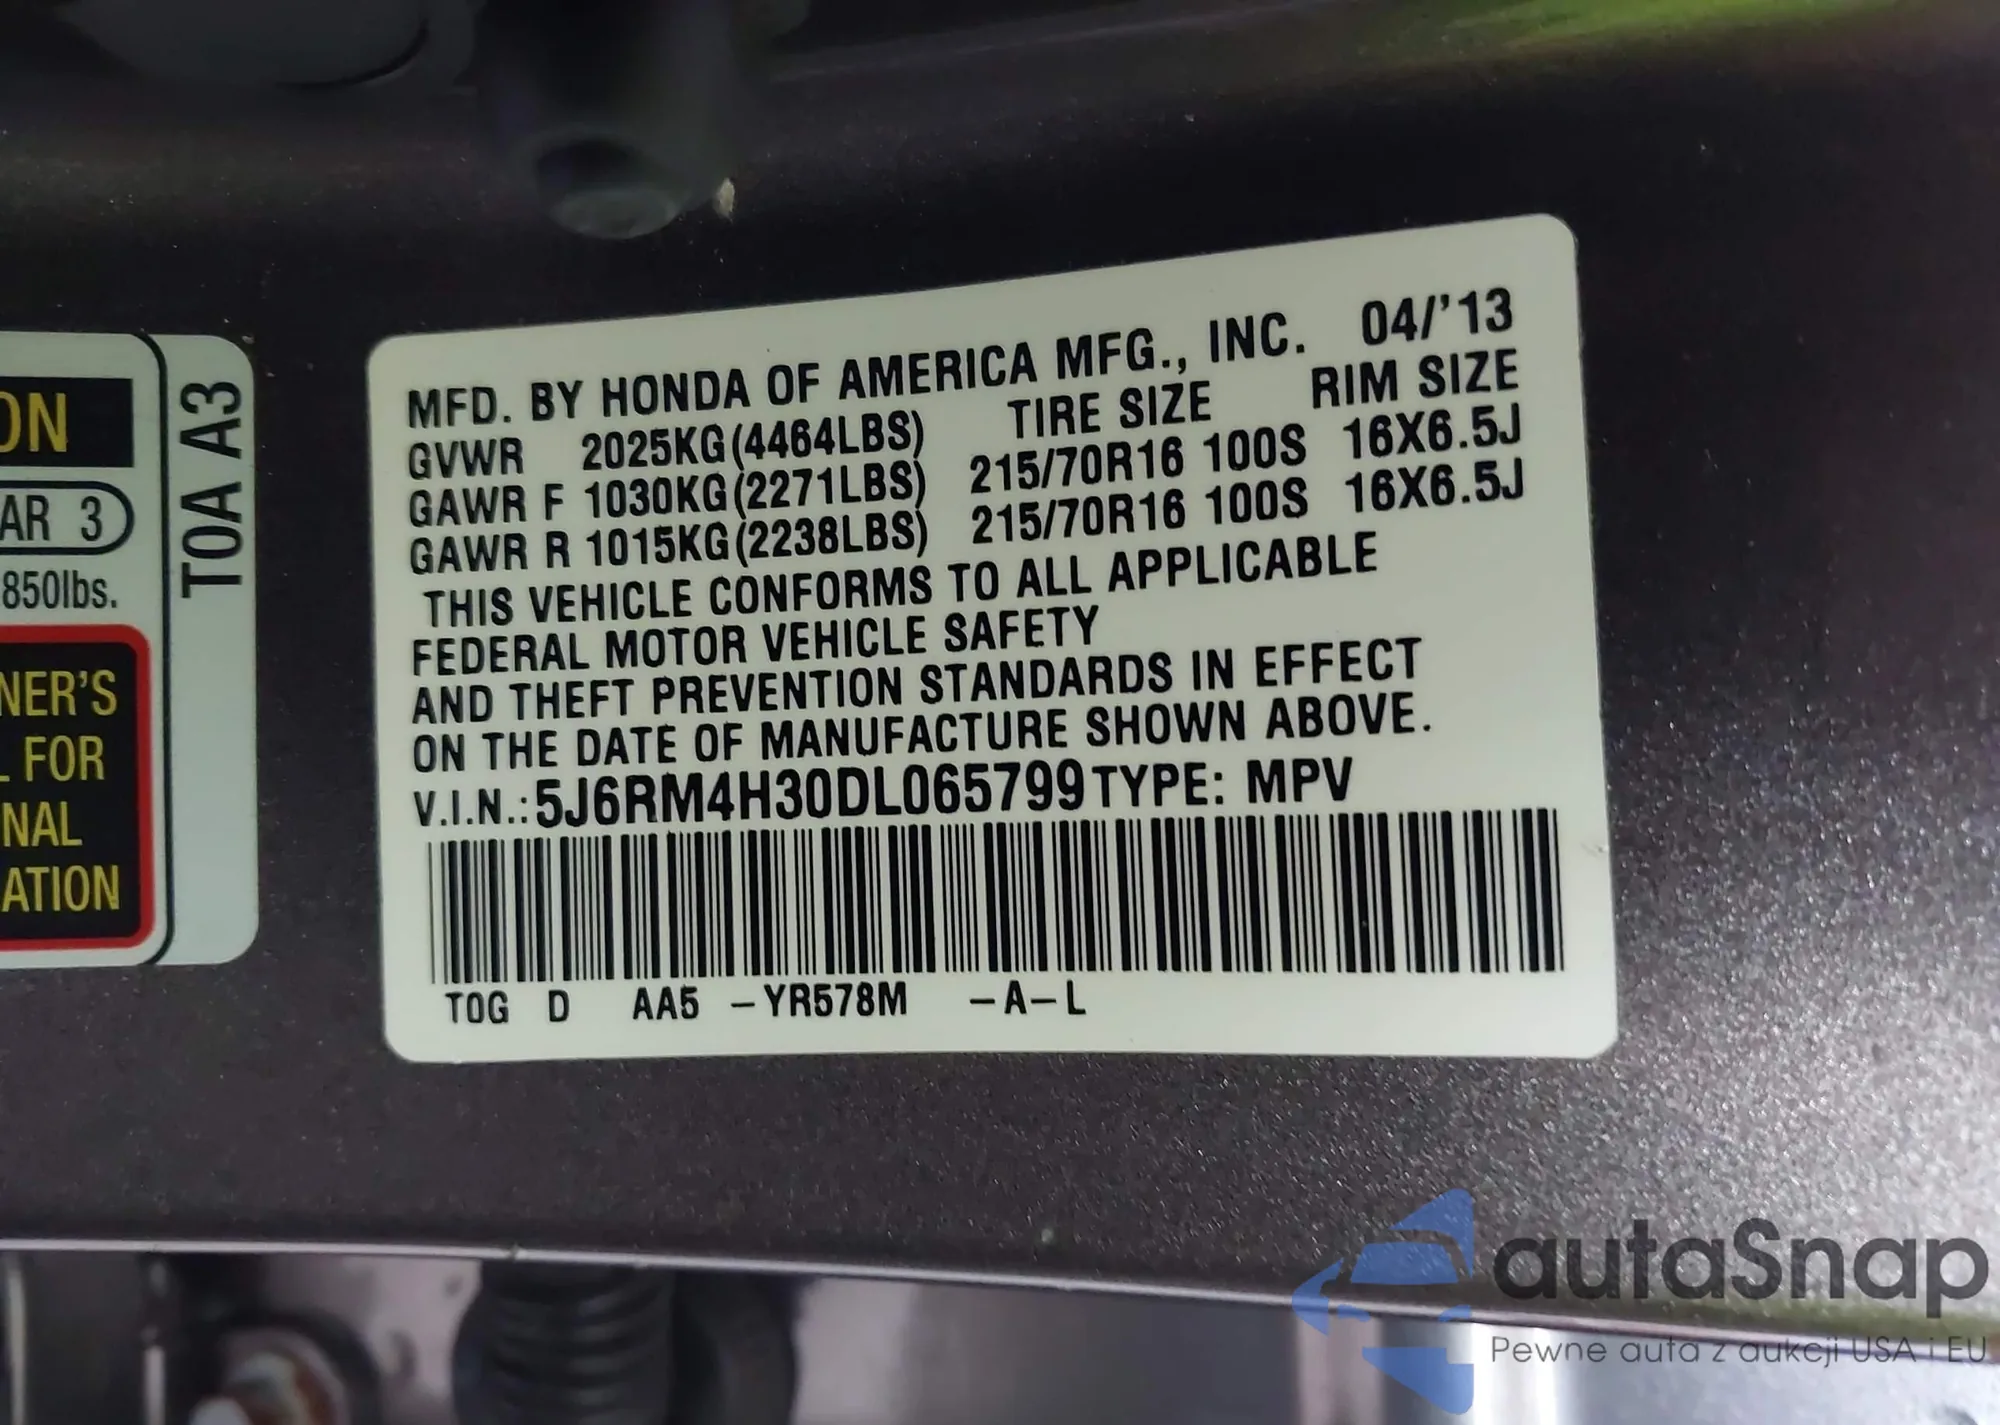 ON
AR 3
850lbs.
NER'S
L FOR
NAL
ATION
T0A A3
MFD. BY HONDA OF AMERICA MFG., INC. 04/'13
GVWR 2025KG(4464LBS) TIRE SIZE RIM SIZE
GAWR F 1030KG(2271LBS) 215/70R16 100S 16X6.5J
GAWR R 1015KG(2238LBS) 215/70R16 100S 16X6.5J
THIS VEHICLE CONFORMS TO ALL APPLICABLE
FEDERAL MOTOR VEHICLE SAFETY
AND THEFT PREVENTION STANDARDS IN EFFECT
ON THE DATE OF MANUFACTURE SHOWN ABOVE.
V.I.N.:5J6RM4H30DL065799 TYPE: MPV
TOG D AA5 –YR578M –A–L
autaSnap
Pewne auta z aukcji USA i EU